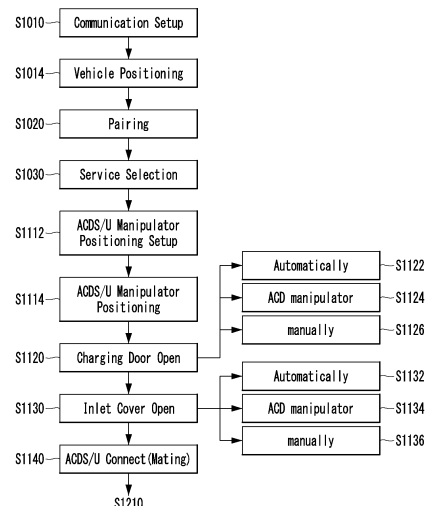 S1010
Communication Setup
S1014
Vehicle Positioning
S1020
Pairing
S1030
Service Selection
S1112
ACDS/U Manipulator
Positioning Setup
S1114
ACDS/U Manipulator
Positioning
S1120
Charging Door Open
Automatically
S1122
ACD manipulator
S1124
manually
S1126
S1130
Inlet Cover Open
Automatically
S1132
ACD manipulator
S1134
manually
S1136
S1140
ACDS/U Connect(Mating)
S1210